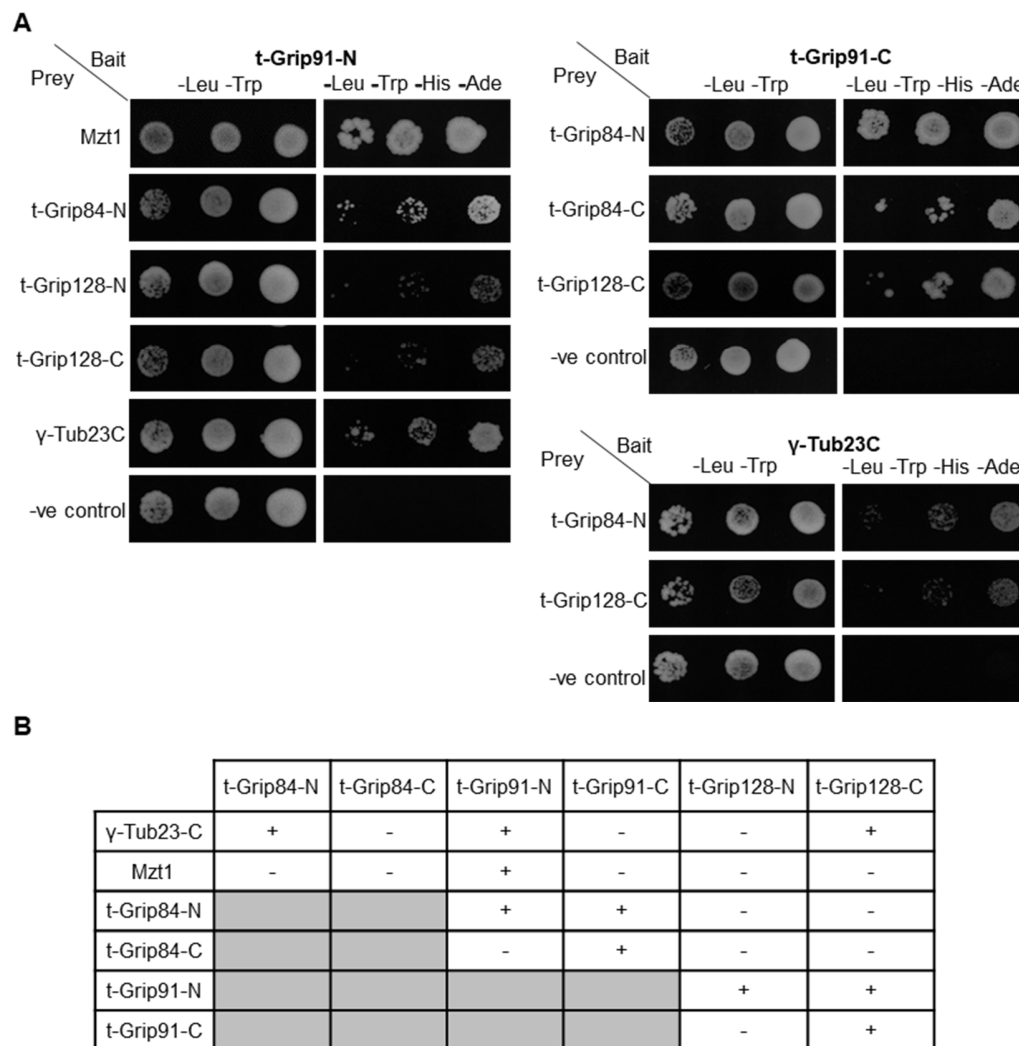 A
Bait
Prey
t-Grip91-N
-Leu -Trp
-Leu -Trp -His -Ade
Mzt1
t-Grip84-N
t-Grip128-N
t-Grip128-C
γ-Tub23C
-ve control
Bait
Prey
t-Grip91-C
-Leu -Trp
-Leu -Trp -His -Ade
t-Grip84-N
t-Grip84-C
t-Grip128-C
-ve control
Bait
Prey
γ-Tub23C
-Leu -Trp
-Leu -Trp -His -Ade
t-Grip84-N
t-Grip128-C
-ve control
B
t-Grip84-N t-Grip84-C t-Grip91-N t-Grip91-C t-Grip128-N t-Grip128-C
γ-Tub23-C + - + - - +
Mzt1 - - + - - -
t-Grip84-N + + - -
t-Grip84-C - + - -
t-Grip91-N + +
t-Grip91-C - +